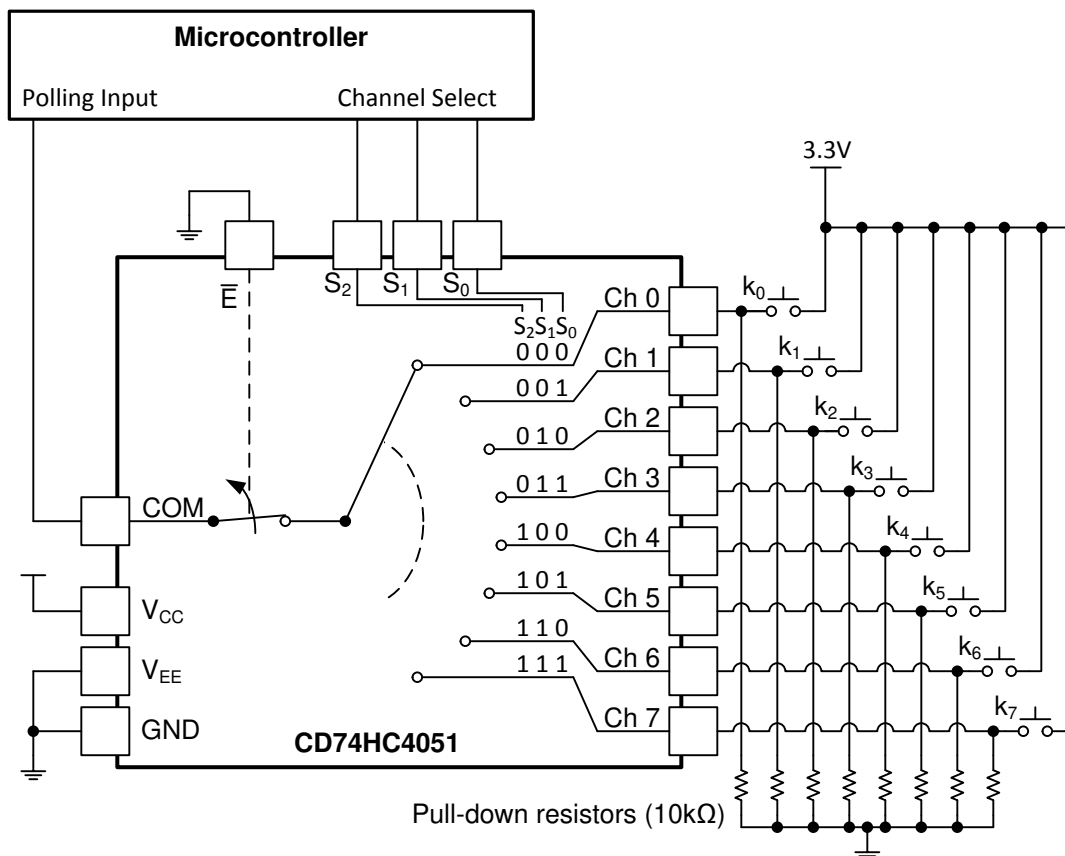 Microcontroller
Polling Input
Channel Select
3.3V
E̅
S₂
S₁
S₀
S₂S₁S₀
Ch 0
k₀
0 0 0
Ch 1
k₁
0 0 1
Ch 2
k₂
0 1 0
Ch 3
k₃
0 1 1
Ch 4
k₄
1 0 0
Ch 5
k₅
1 0 1
Ch 6
k₆
1 1 0
Ch 7
k₇
1 1 1
COM
V_CC
V_EE
GND
CD74HC4051
Pull-down resistors (10kΩ)